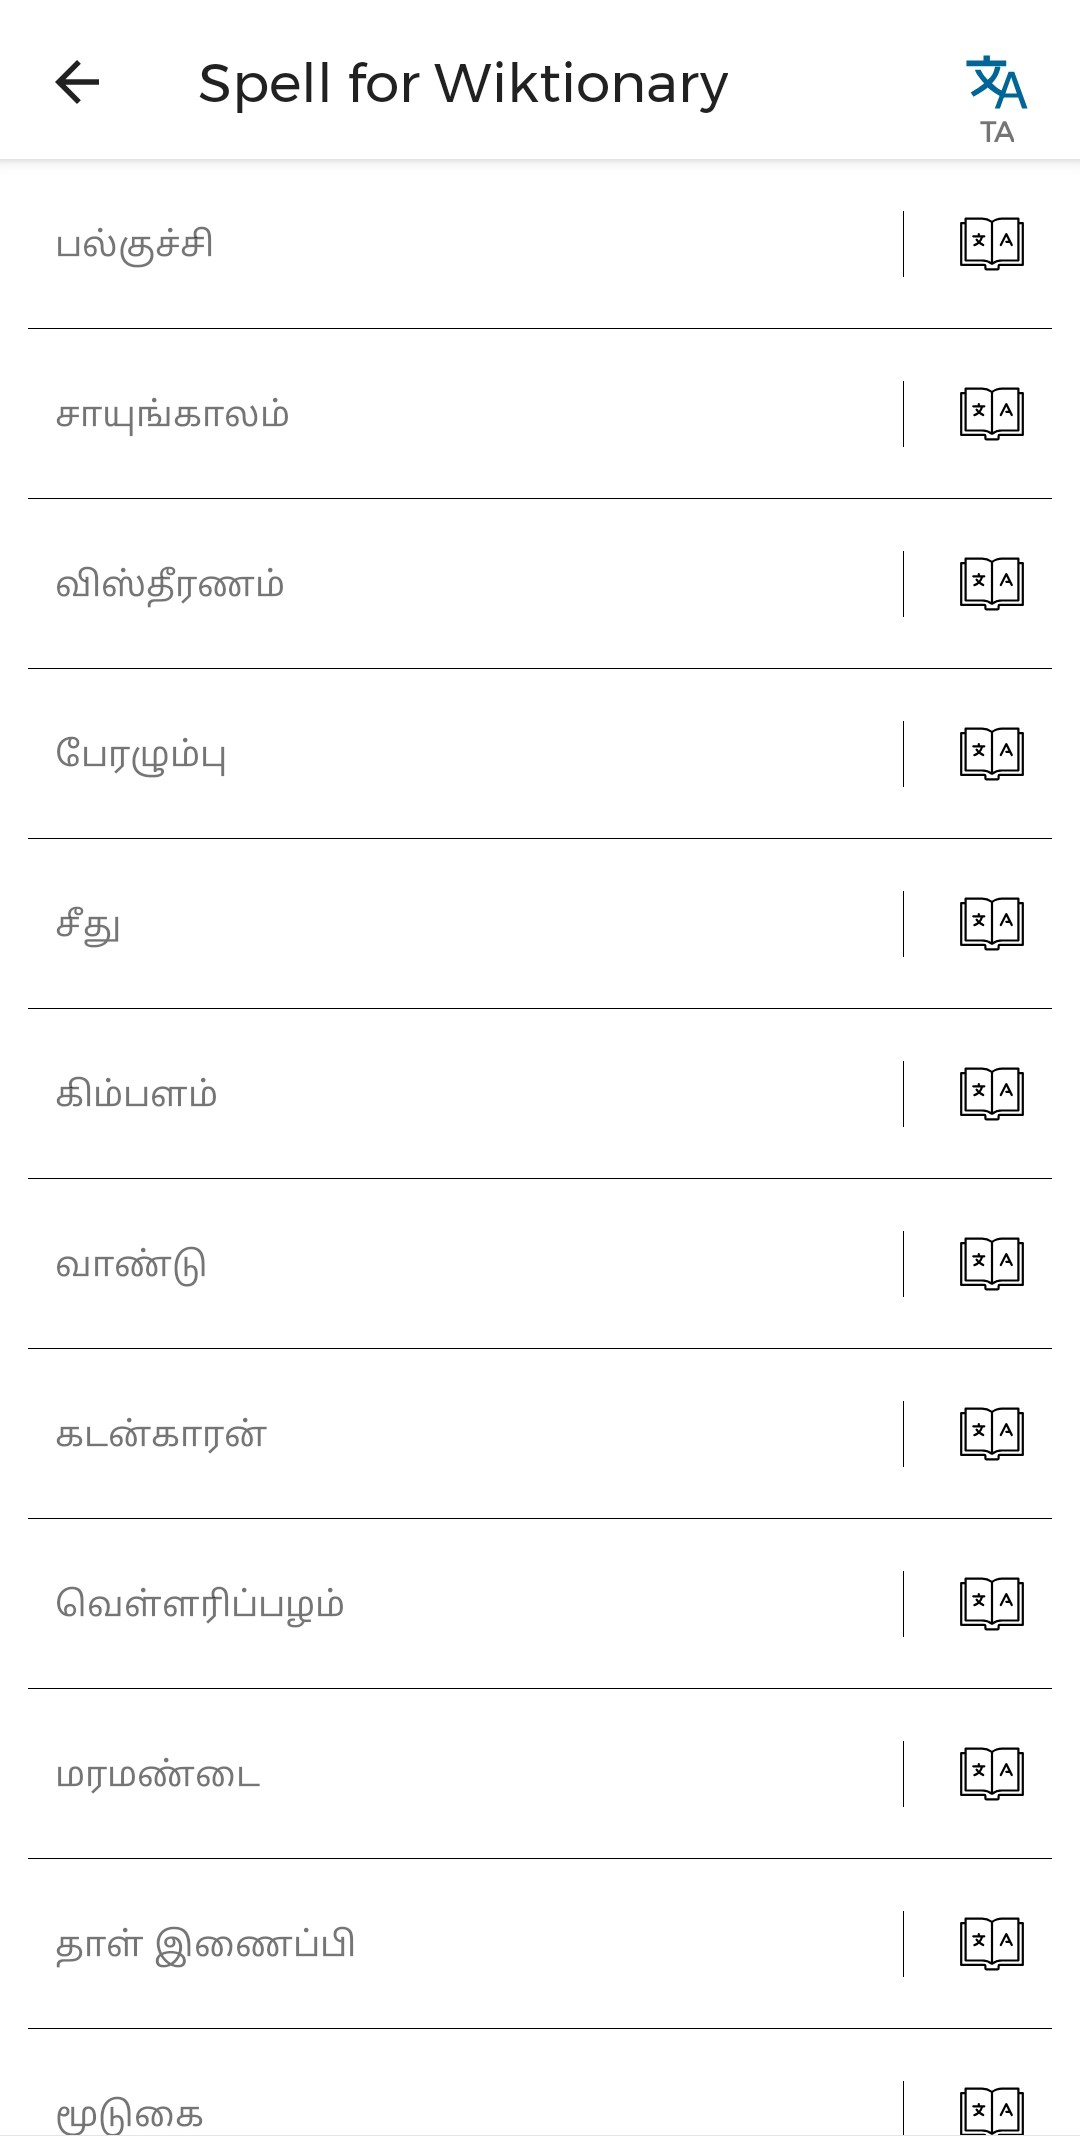 Spell for Wiktionary
TA
பல்குச்சி
சாயுங்காலம்
விஸ்தீரணம்
பேரழும்பு
சீது
கிம்பளம்
வாண்டு
கடன்காரன்
வெள்ளரிப்பழம்
மரமண்டை
தாள் இணைப்பி
மூடுகை